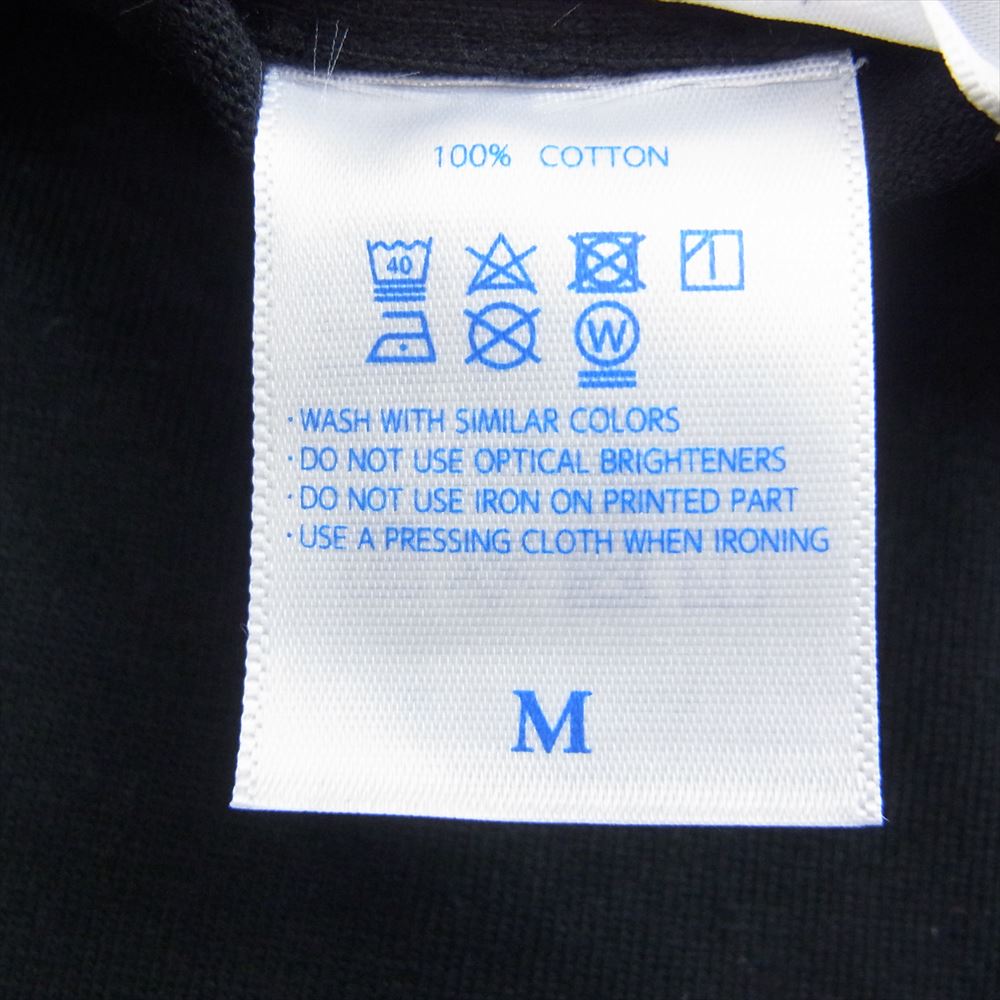 100% COTTON
40
W
·WASH WITH SIMILAR COLORS
·DO NOT USE OPTICAL BRIGHTENERS
·DO NOT USE IRON ON PRINTED PART
·USE A PRESSING CLOTH WHEN IRONING
M